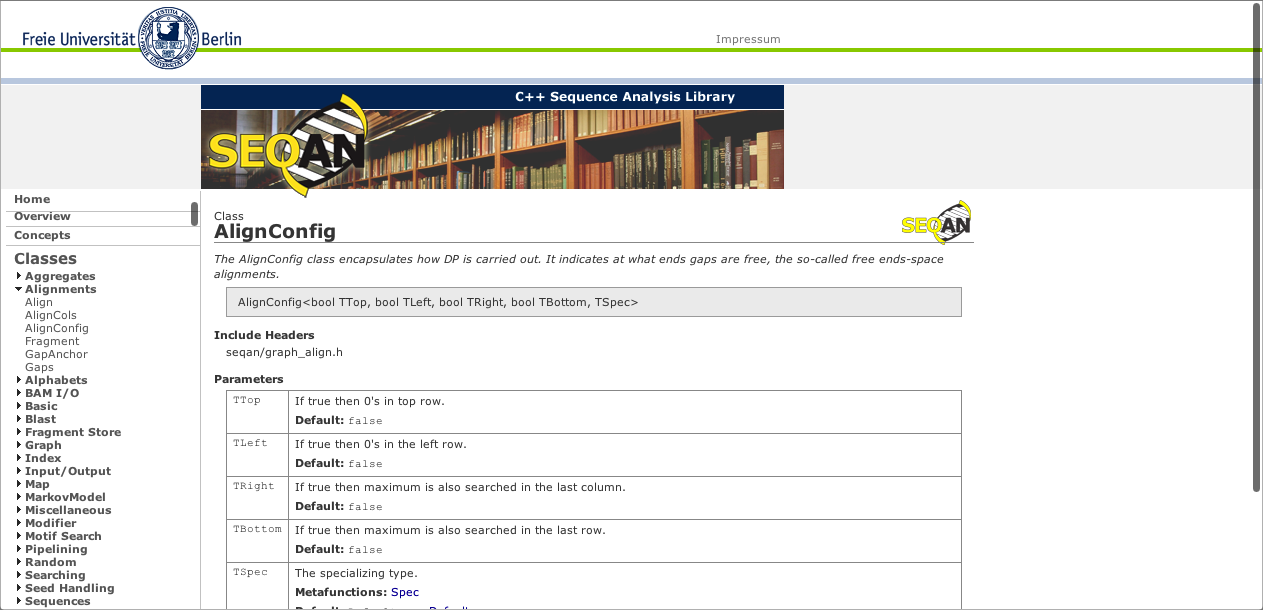 Freie Universität Berlin
Impressum
C++ Sequence Analysis Library
SEQAN
Home
Overview
Concepts
Classes
Aggregates
Alignments
Align
AlignCols
AlignConfig
Fragment
GapAnchor
Gaps
Alphabets
BAM I/O
Basic
Blast
Fragment Store
Graph
Index
Input/Output
Map
MarkovModel
Miscellaneous
Modifier
Motif Search
Pipelining
Random
Searching
Seed Handling
Sequences
Class
AlignConfig
SEQAN
The AlignConfig class encapsulates how DP is carried out. It indicates at what ends gaps are free, the so-called free ends-space
alignments.
AlignConfig<bool TTop, bool TLeft, bool TRight, bool TBottom, TSpec>
Include Headers
seqan/graph_align.h
Parameters
TTop
If true then 0's in top row.
Default: false
TLeft
If true then 0's in the left row.
Default: false
TRight
If true then maximum is also searched in the last column.
Default: false
TBottom
If true then maximum is also searched in the last row.
Default: false
TSpec
The specializing type.
Metafunctions: Spec